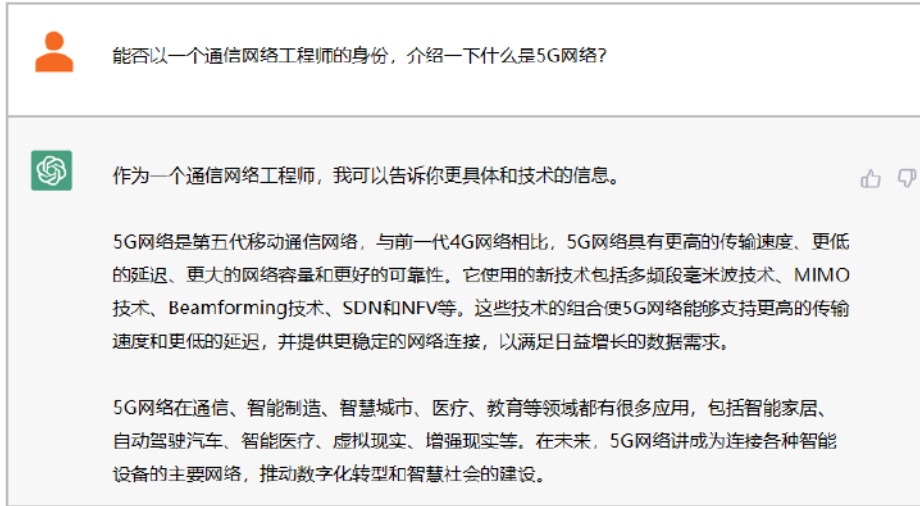 能否以一个通信网络工程师的身份，介绍一下什么是5G网络？
作为一个通信网络工程师，我可以告诉你更具体和技术的信息。
5G网络是第五代移动通信网络，与前一代4G网络相比，5G网络具有更高的传输速度、更低
的延迟、更大的网络容量和更好的可靠性。它使用的新技术包括多频段毫米波技术、MIMO
技术、Beamforming技术、SDN和NFV等。这些技术的组合使5G网络能够支持更高的传输
速度和更低的延迟，并提供更稳定的网络连接，以满足日益增长的数据需求。
5G网络在通信、智能制造、智慧城市、医疗、教育等领域都有很多应用，包括智能家居、
自动驾驶汽车、智能医疗、虚拟现实、增强现实等。在未来，5G网络讲成为连接各种智能
设备的主要网络，推动数字化转型和智慧社会的建设。